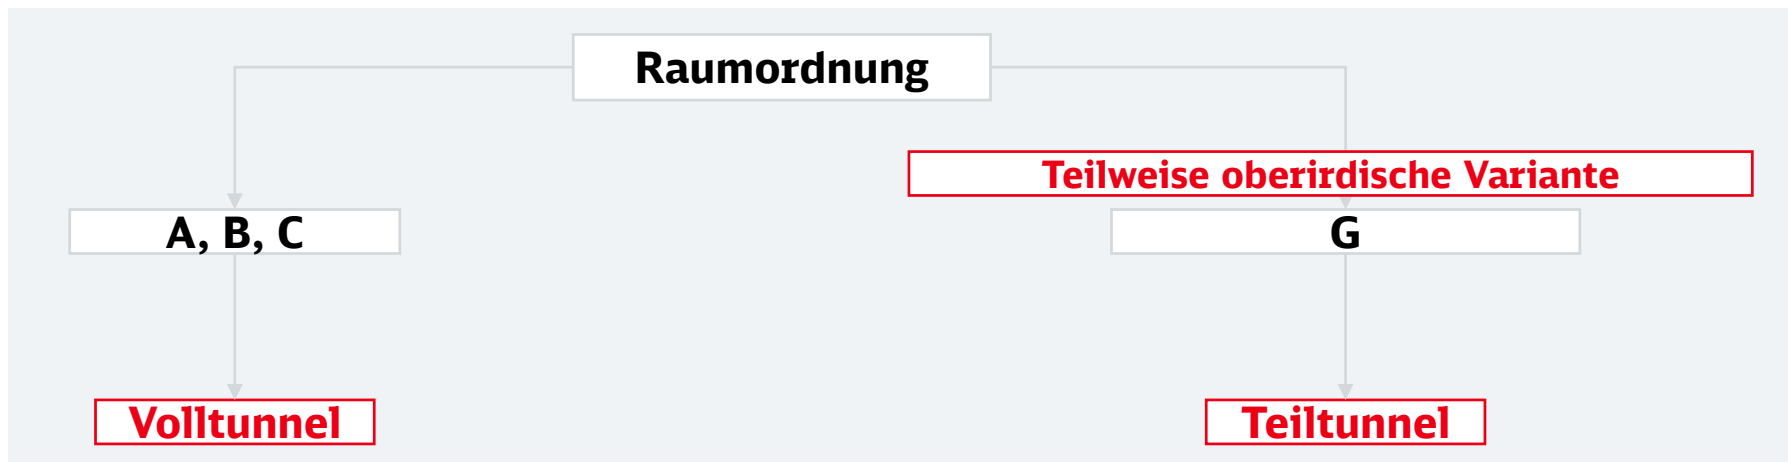 Raumordnung
Teilweise oberirdische Variante
A, B, C
G
Volltunnel
Teiltunnel